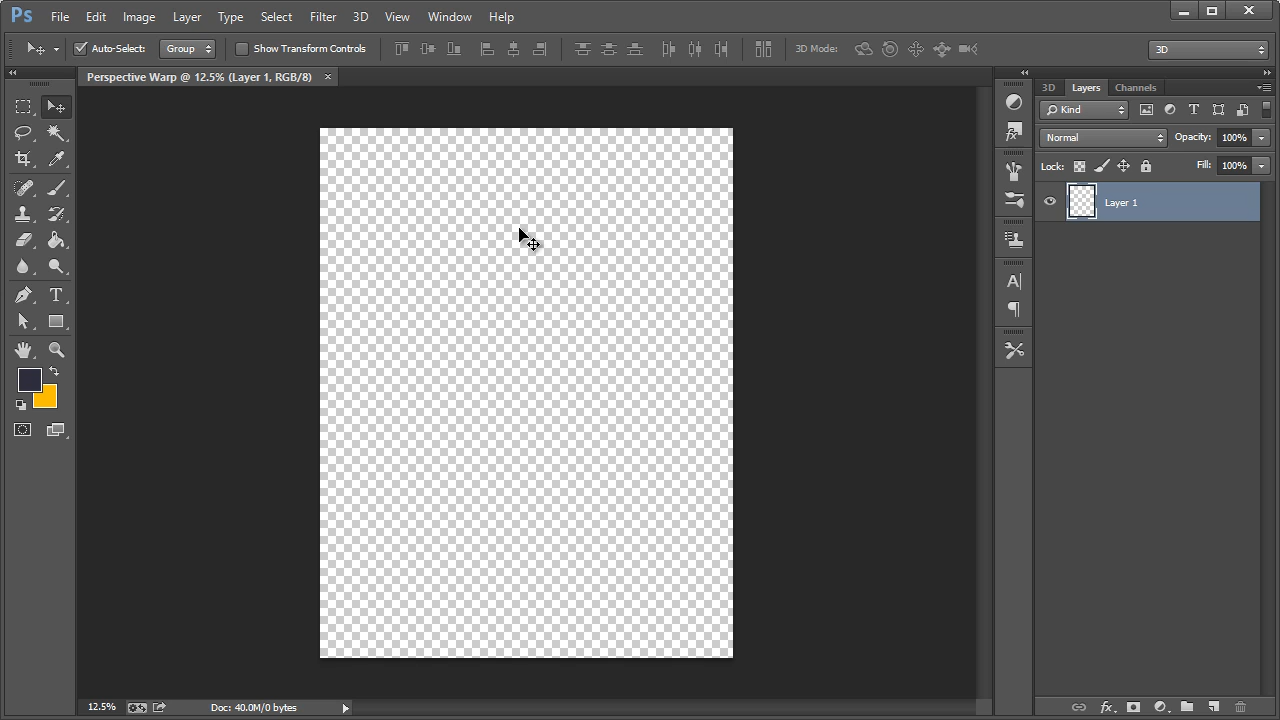 Ps File Edit Image Layer Type Select Filter 3D View Window Help
Auto-Select: Group Show Transform Controls 3D Mode: 3D
Perspective Warp @ 12.5% (Layer 1, RGB/8) ×
3D Layers Channels
Kind
Normal Opacity: 100%
Lock: Fill: 100%
Layer 1
12.5% Doc: 40.0M/0 bytes